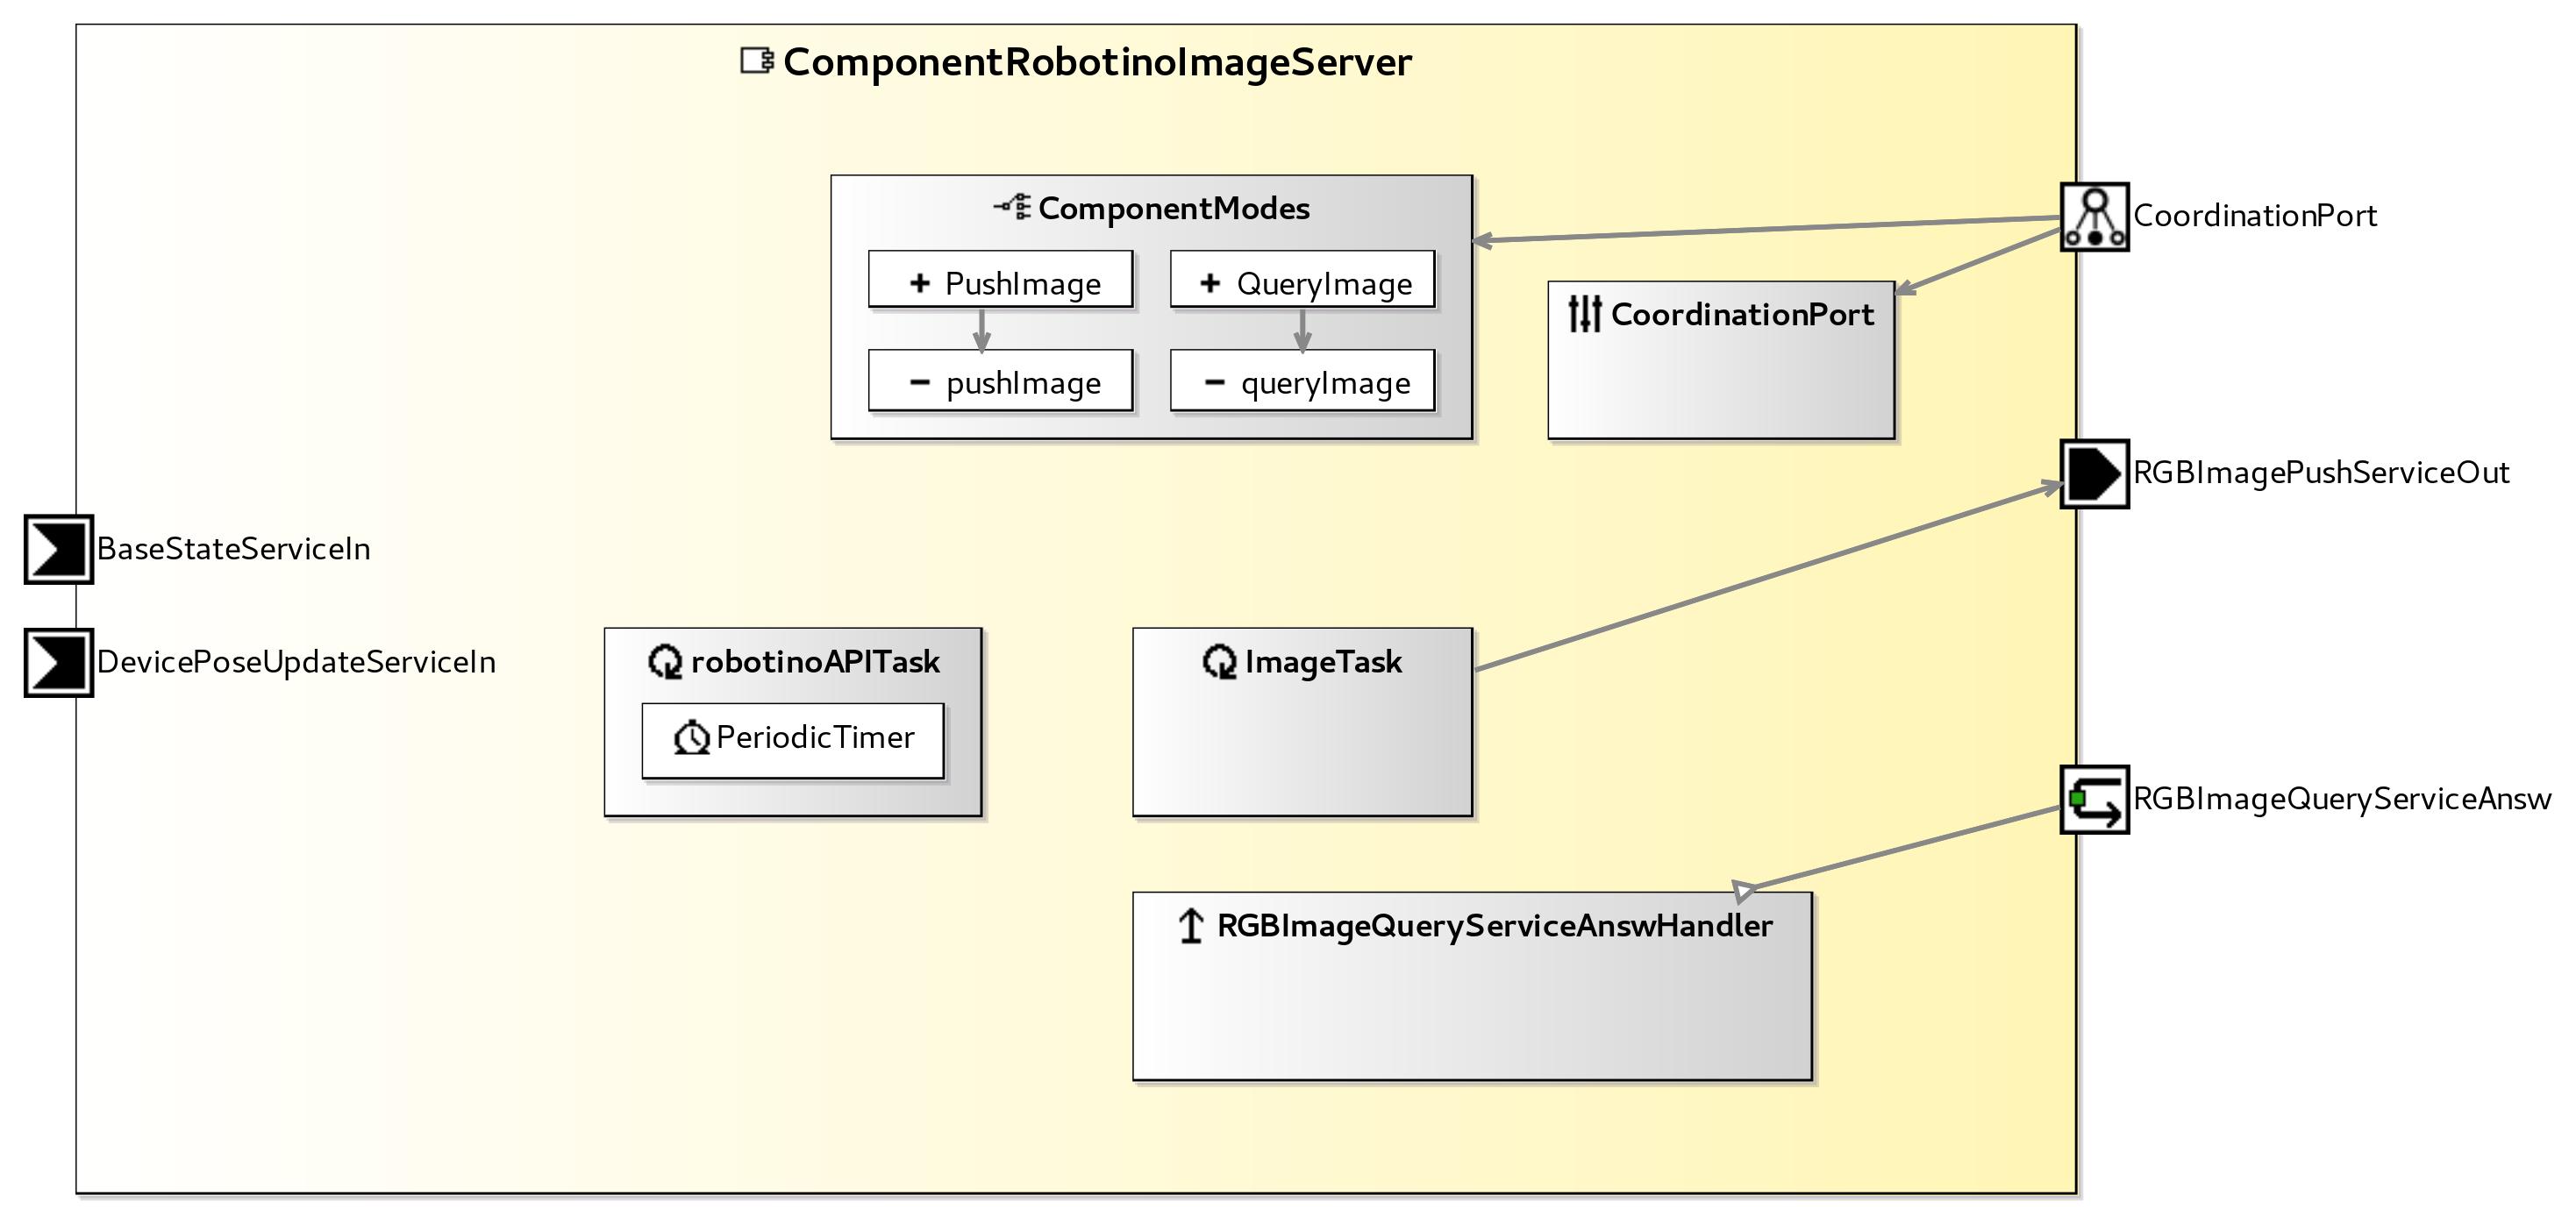 ComponentRobotinoImageServer
ComponentModes
+ PushImage
+ QueryImage
- pushImage
- queryImage
CoordinationPort
CoordinationPort
RGBImagePushServiceOut
BaseStateServiceIn
DevicePoseUpdateServiceIn
robotinoAPITask
PeriodicTimer
ImageTask
RGBImageQueryServiceAnsw
RGBImageQueryServiceAnswHandler